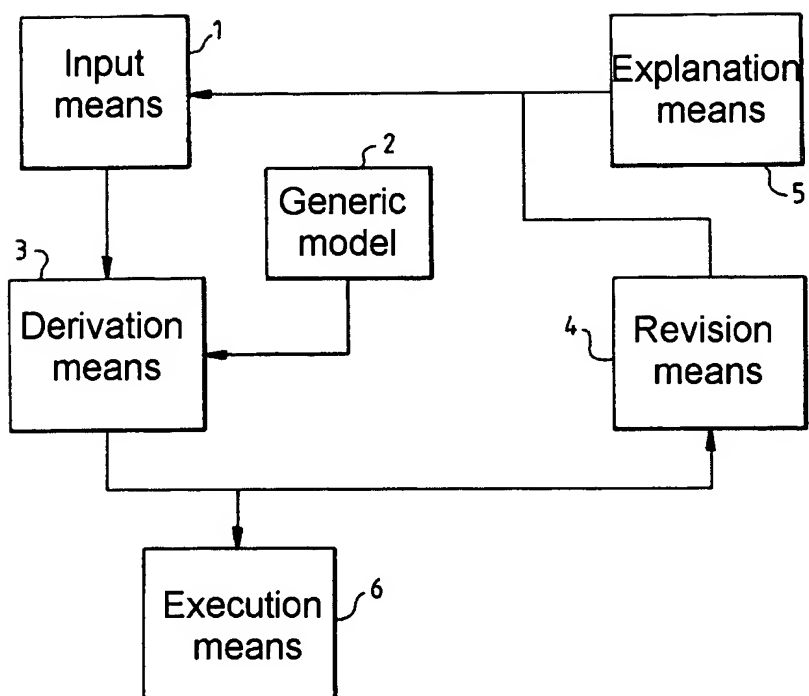 1
Input
means
Explanation
means
5
2
Generic
model
3
Derivation
means
4
Revision
means
Execution
means
6